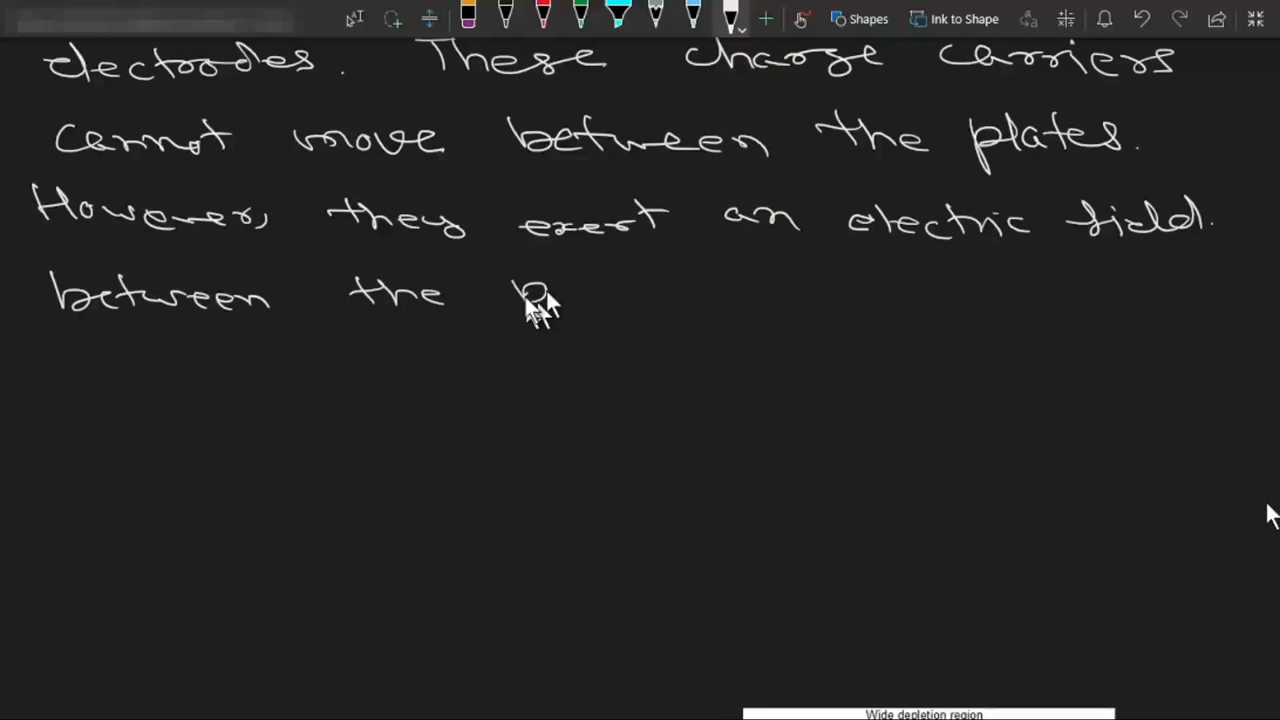 Shapes Ink to Shape
electrodes. These charge carriers
cannot move between the plates.
However, they exert an electric field.
between the
Wide depletion region